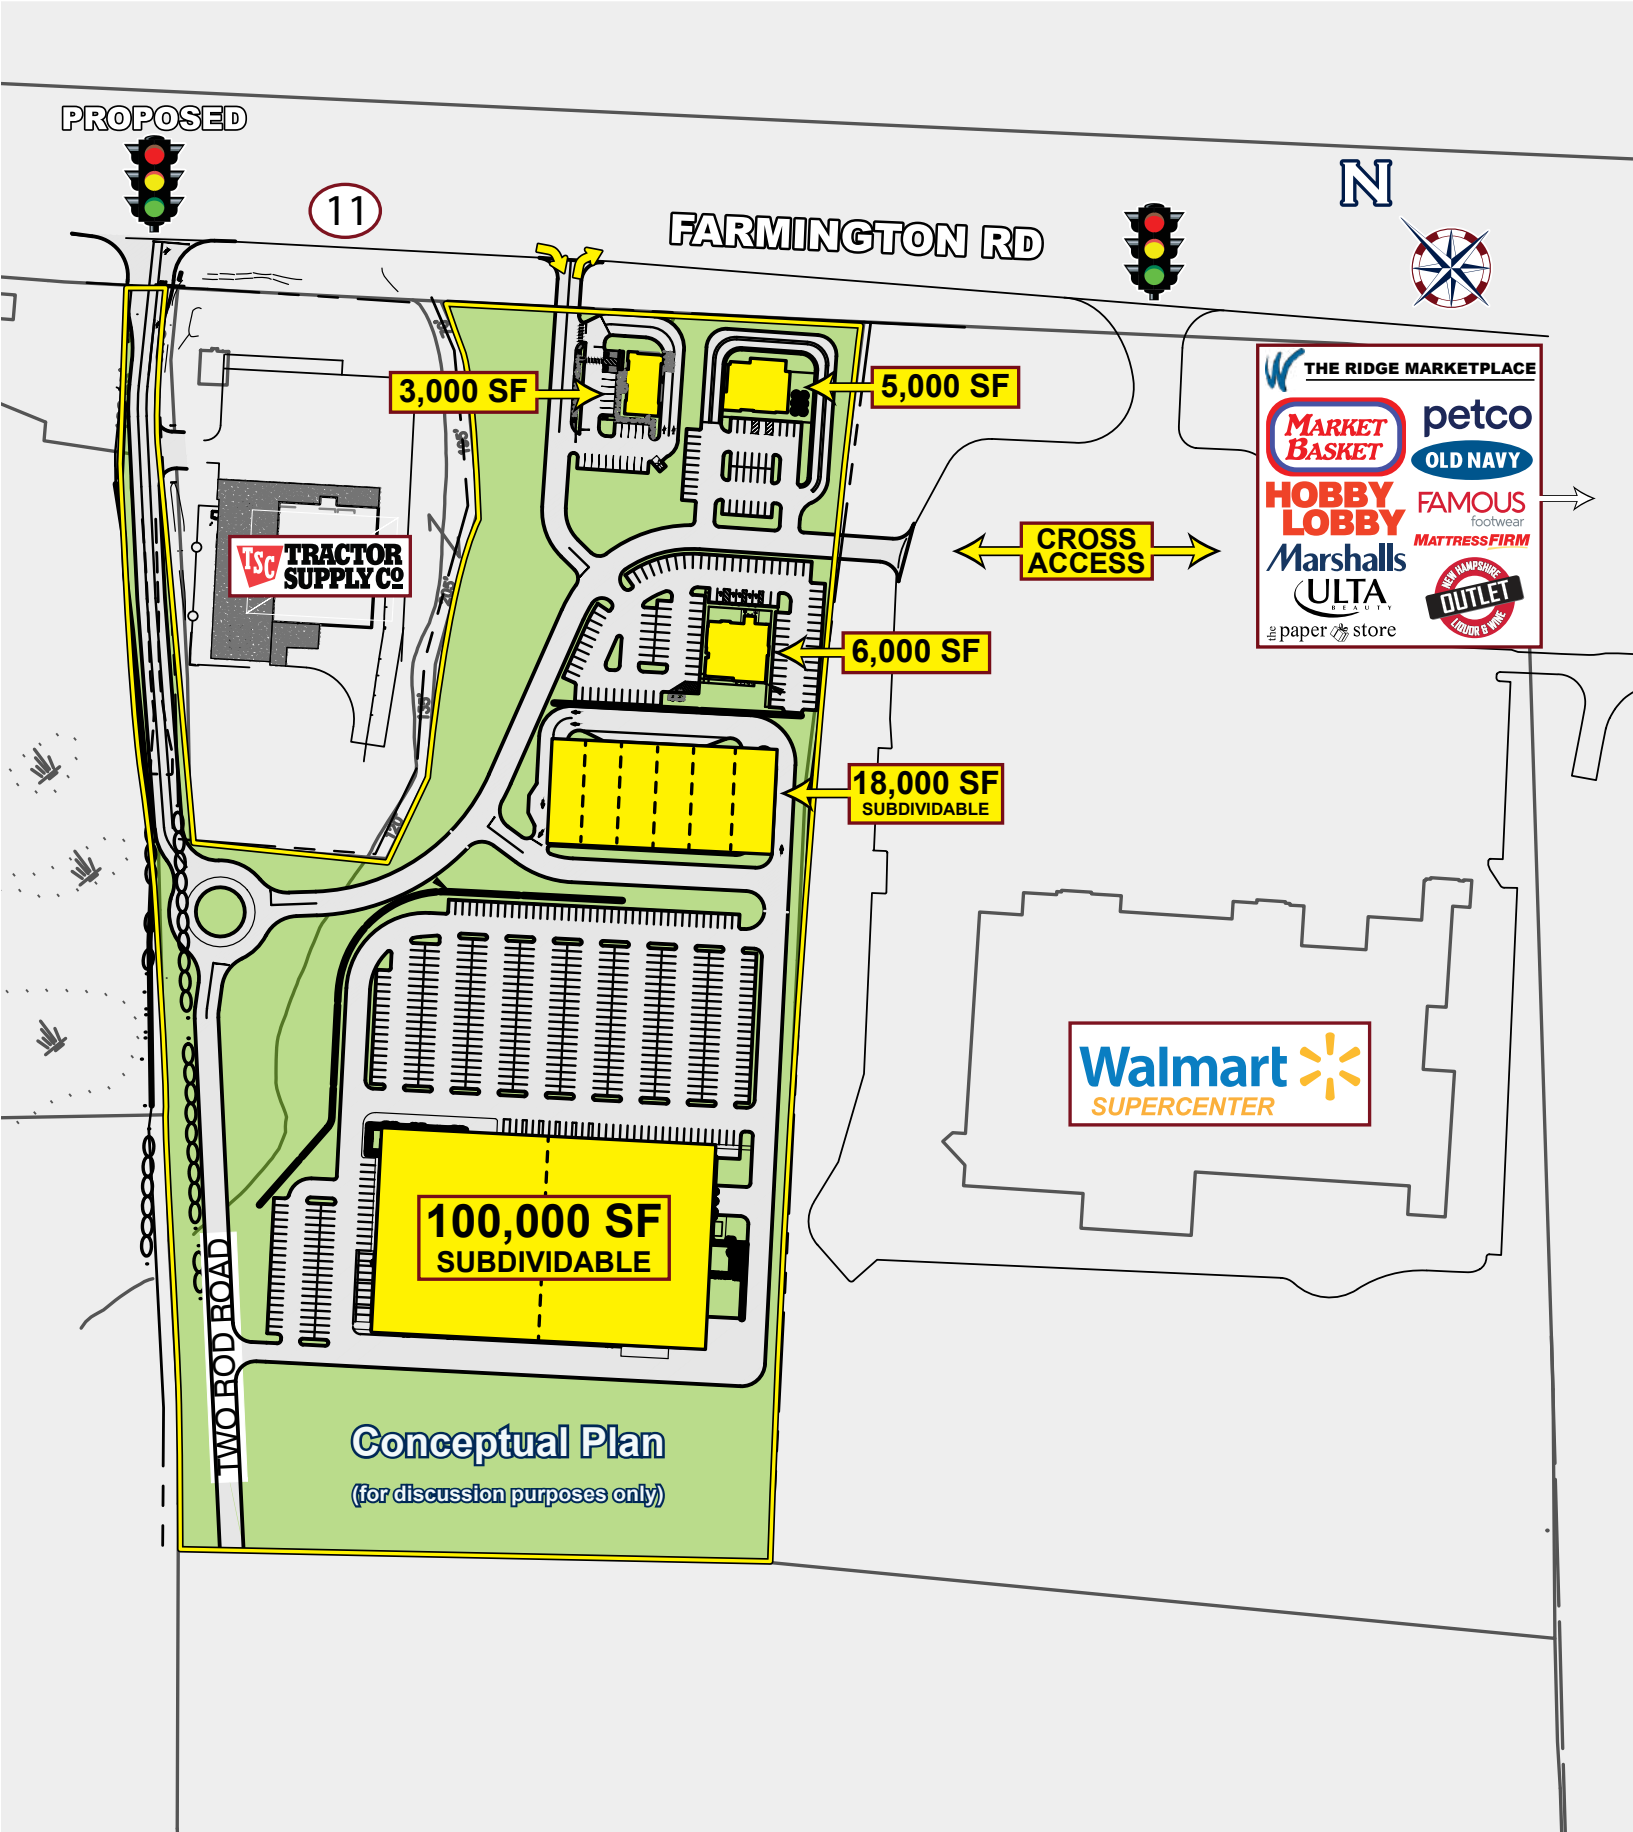 PROPOSED
11
FARMINGTON RD
N
3,000 SF
5,000 SF
THE RIDGE MARKETPLACE
MARKET
BASKET
petco
OLD NAVY
HOBBY
LOBBY
FAMOUS
footwear
MATTRESSFIRM
Marshalls
ULTA
BEAUTY
the paper store
NEW HAMPSHIRE
OUTLET
LIQUOR & WINE
CROSS
ACCESS
TSC
TRACTOR
SUPPLY CO
6,000 SF
18,000 SF
SUBDIVIDABLE
120
Walmart
SUPERCENTER
100,000 SF
SUBDIVIDABLE
TWO ROD ROAD
Conceptual Plan
(for discussion purposes only)